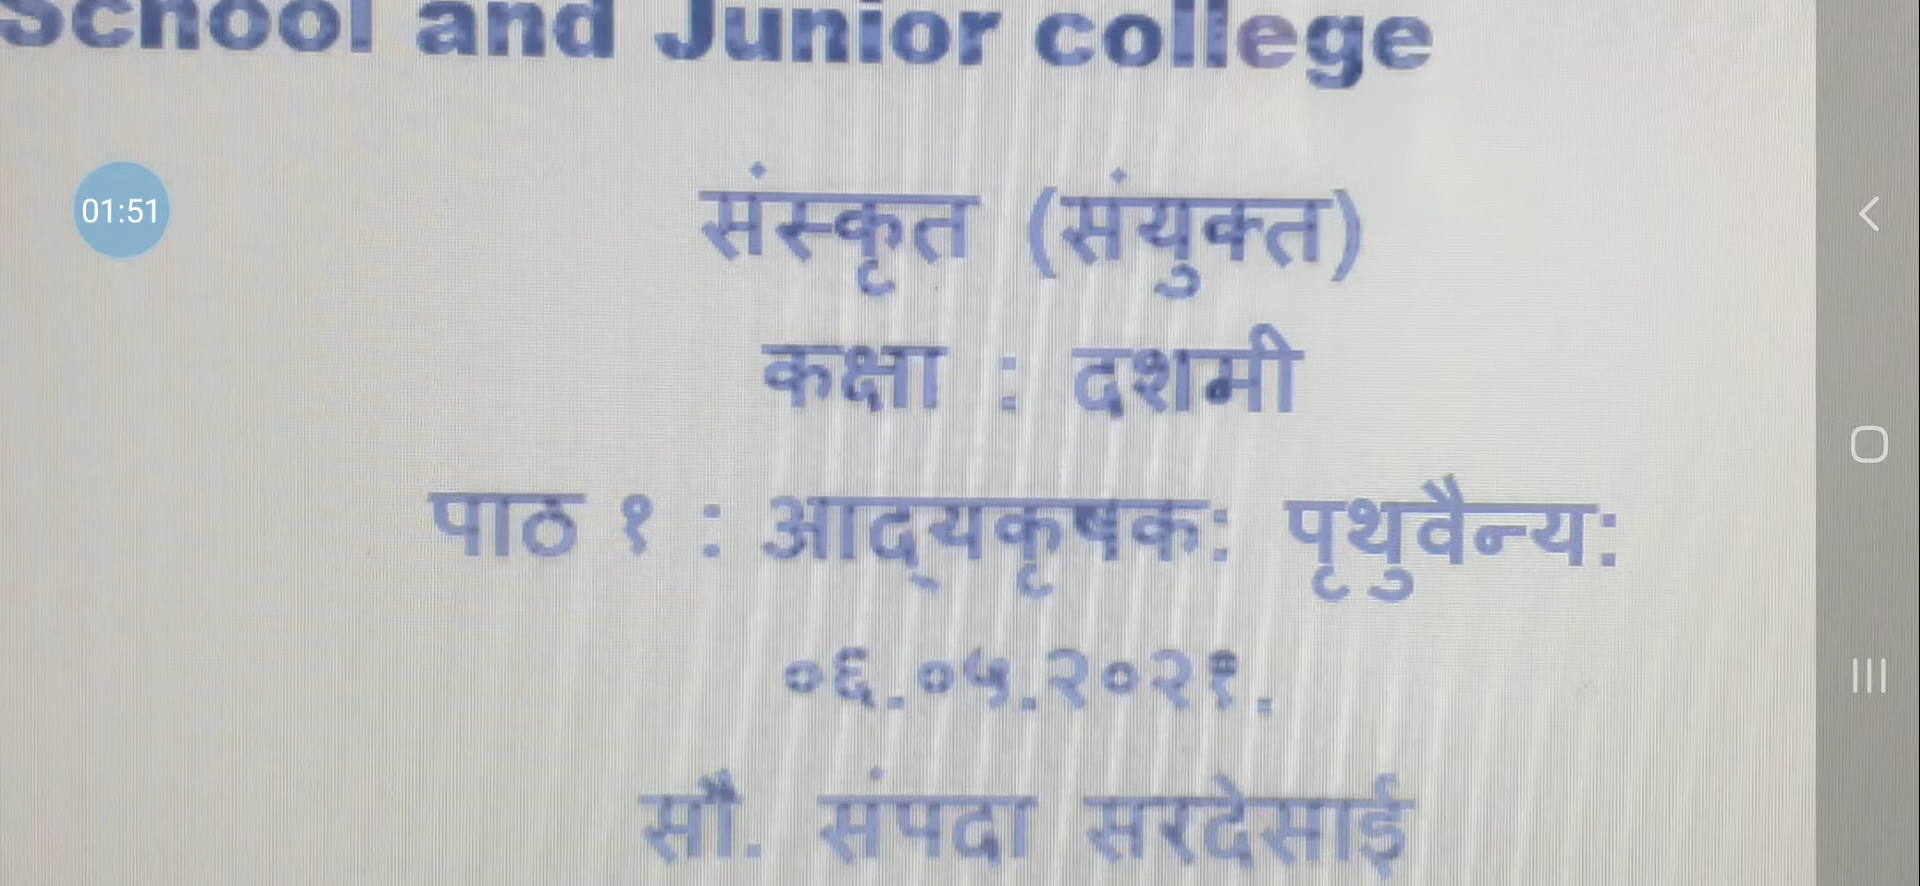 School and Junior college
संस्कृत (संयुक्त)
01:51
कक्षा : दशमी
पाठ १ : आद्यकृषक: पृथुवैन्य:
०६.०५.२०२१.
सौ. संपदा सरदेसाई